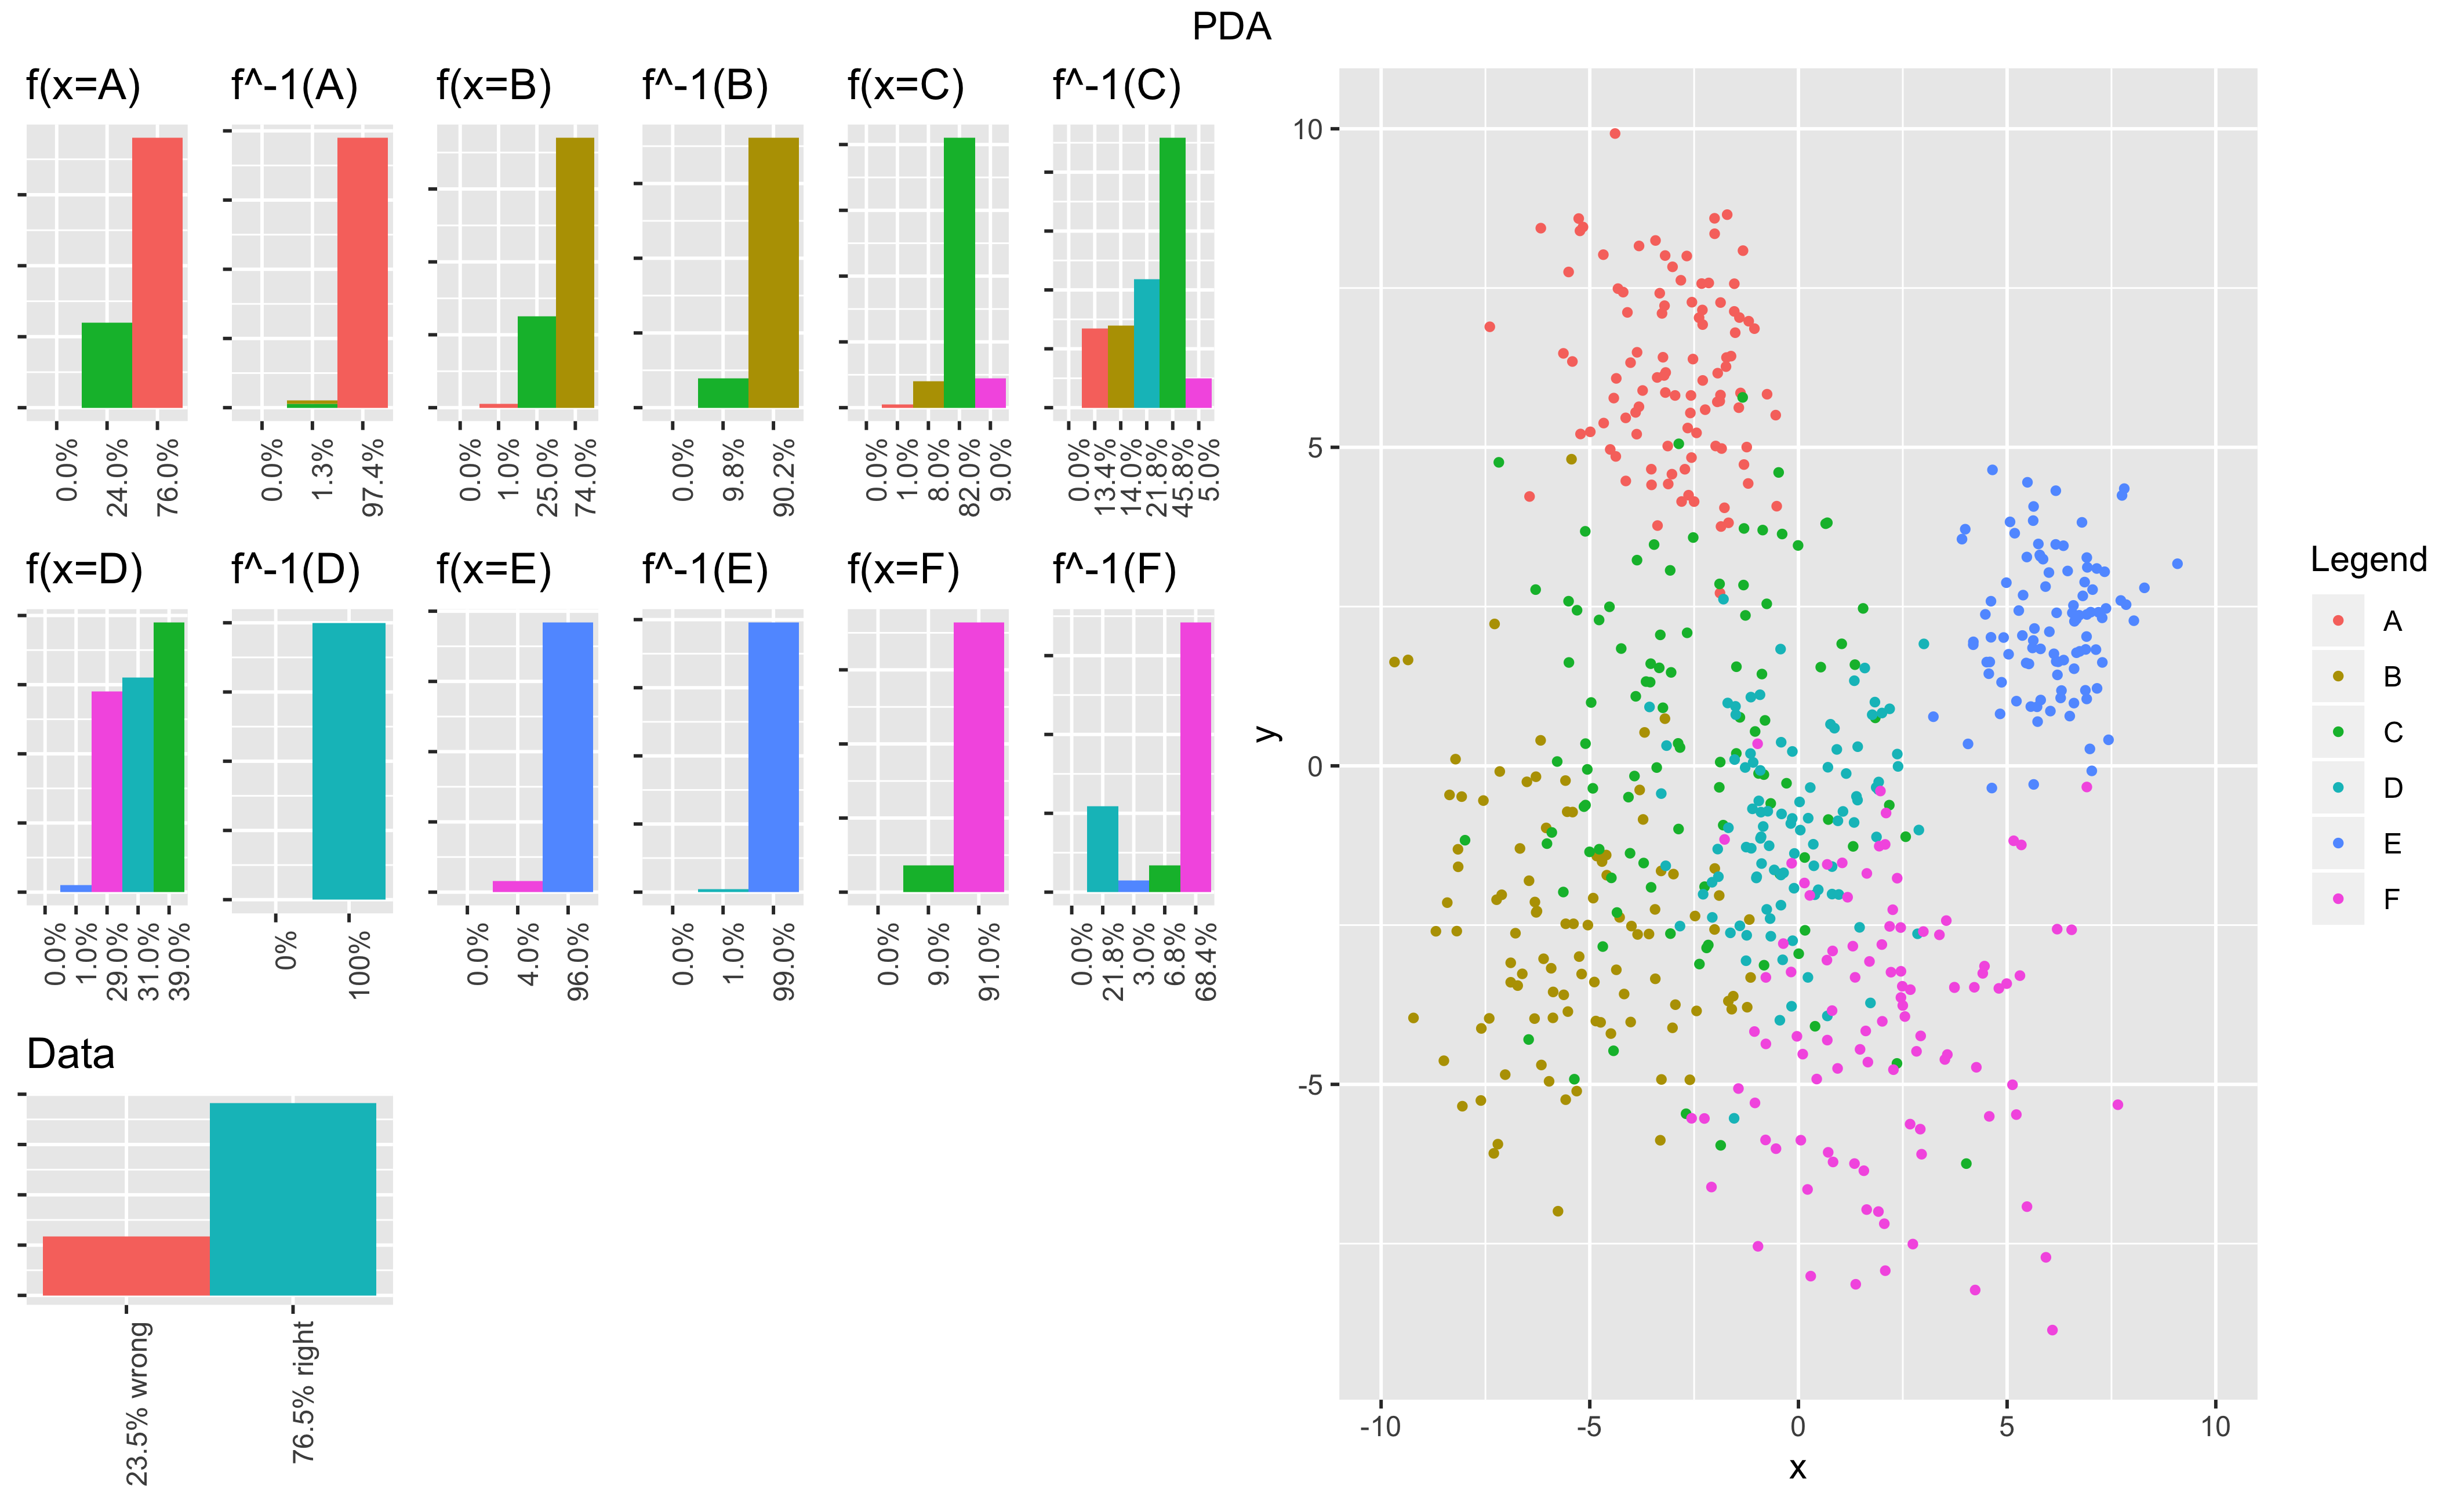 PDA
f(x=A)
f^-1(A)
f(x=B)
f^-1(B)
f(x=C)
f^-1(C)
0.0%
24.0%
76.0%
0.0%
1.3%
97.4%
0.0%
1.0%
25.0%
74.0%
0.0%
9.8%
90.2%
0.0%
1.0%
8.0%
82.0%
9.0%
0.0%
13.4%
14.0%
21.8%
45.8%
5.0%
f(x=D)
f^-1(D)
f(x=E)
f^-1(E)
f(x=F)
f^-1(F)
0.0%
1.0%
29.0%
31.0%
39.0%
0%
100%
0.0%
4.0%
96.0%
0.0%
1.0%
99.0%
0.0%
9.0%
91.0%
0.0%
21.8%
3.0%
6.8%
68.4%
Data
23.5% wrong
76.5% right
10
5
0
-5
y
-10
-5
0
5
10
x
Legend
A
B
C
D
E
F